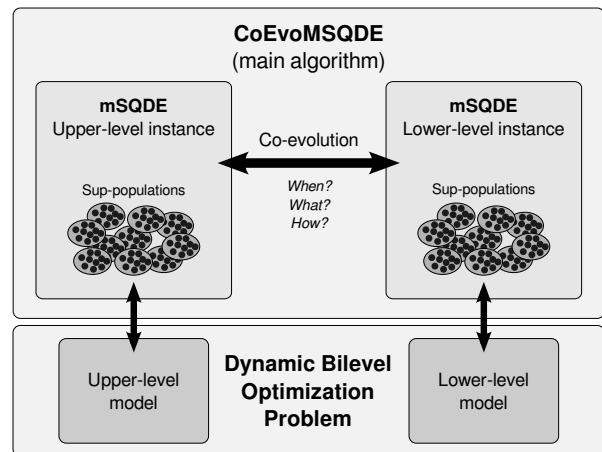 CoEvoMSQDE
(main algorithm)
mSQDE
Upper-level instance
Sup-populations
Co-evolution
When?
What?
How?
mSQDE
Lower-level instance
Sup-populations
Upper-level
model
Dynamic Bilevel
Optimization
Problem
Lower-level
model